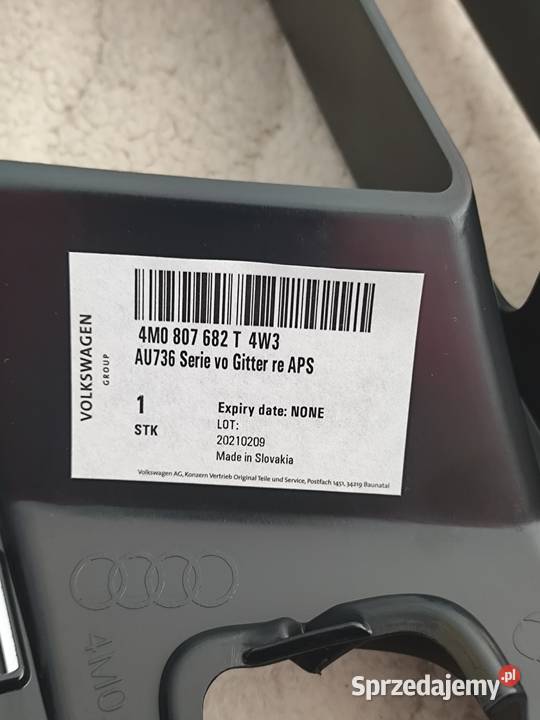 VOLKSWAGEN
GROUP
4M0 807 682 T 4W3
AU736 Serie vo Gitter re APS
1
STK
Expiry date: NONE
LOT:
20210209
Made in Slovakia
Volkswagen AG, Konzern Vertrieb Original Teile und Service, Postfach 1451, 34219 Baunatal
4M0
Sprzedajemy.pl